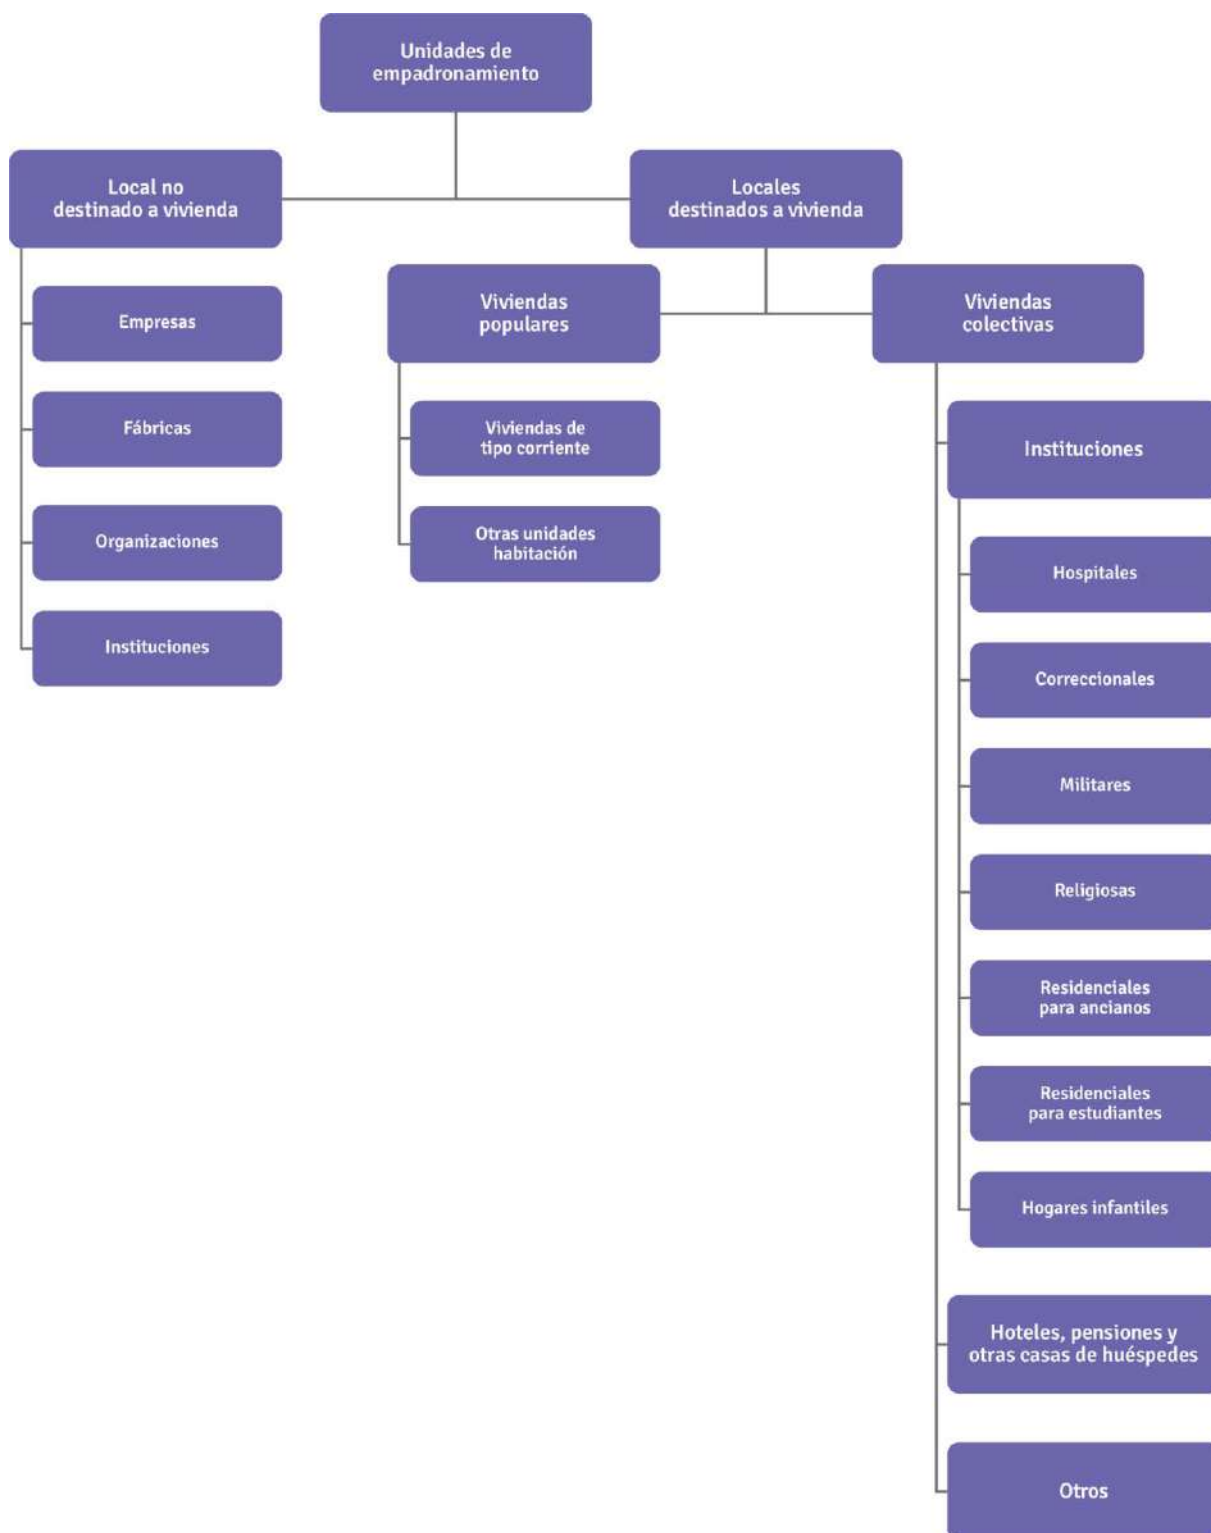 Unidades de
empadronamiento
Local no
destinado a vivienda
Locales
destinados a vivienda
Empresas
Fábricas
Organizaciones
Instituciones
Viviendas
populares
Viviendas de
tipo corriente
Otras unidades
habitación
Viviendas
colectivas
Instituciones
Hospitales
Correccionales
Militares
Religiosas
Residenciales
para ancianos
Residenciales
para estudiantes
Hogares infantiles
Hoteles, pensiones y
otras casas de huéspedes
Otros